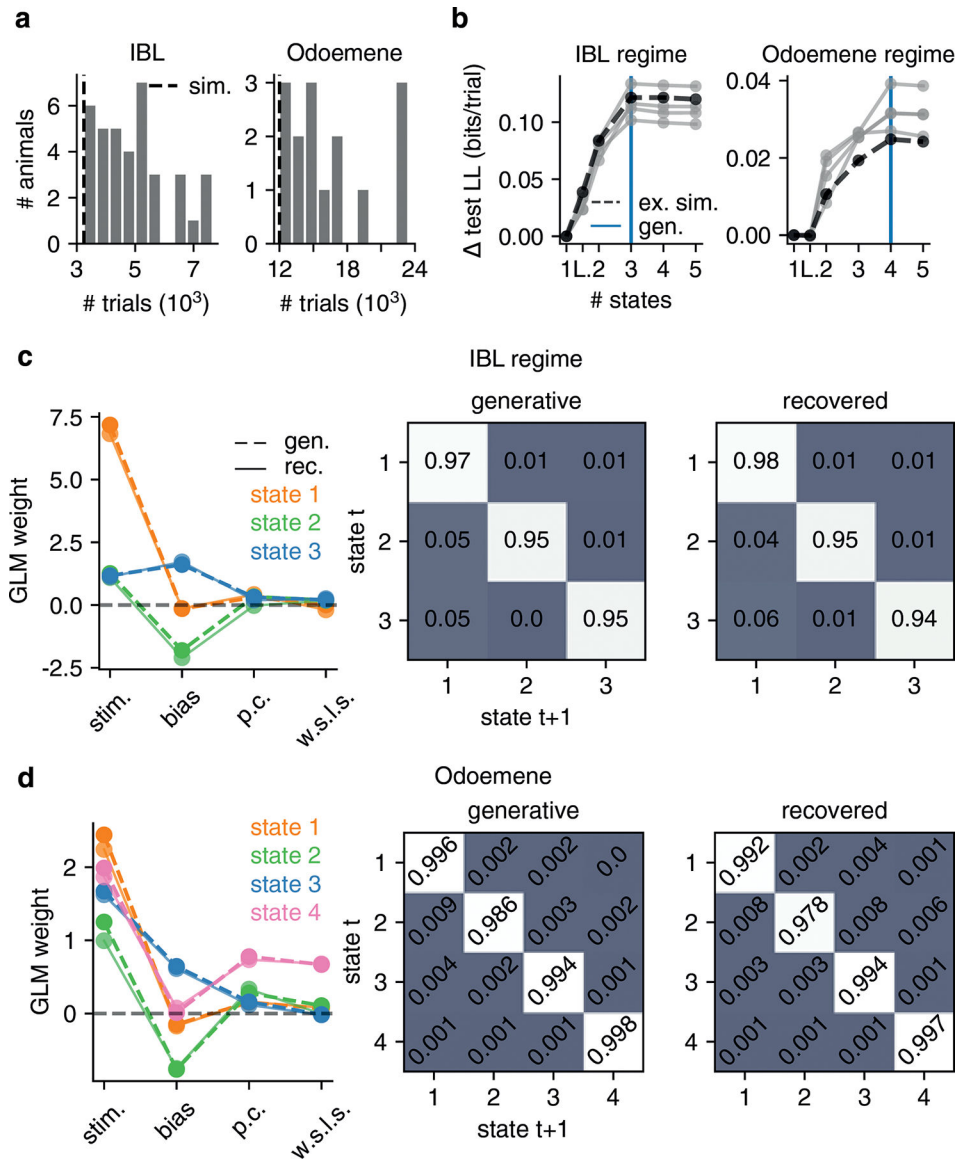 a
IBL
Odoemene
sim.
# animals
6
4
2
0
3
5
7
# trials (10³)
3
2
1
0
12
18
24
# trials (10³)
b
IBL regime
Odoemene regime
Δ test LL (bits/trial)
0.10
0.05
0.00
ex. sim.
gen.
1L.2
3
4
5
# states
0.04
0.02
0.00
1L.2
3
4
5
c
IBL regime
GLM weight
7.5
5.0
2.5
0.0
-2.5
gen.
rec.
state 1
state 2
state 3
stim.
bias
p.c.
w.s.l.s.
generative
state t
1
0.97 0.01 0.01
2
0.05 0.95 0.01
3
0.05 0.0 0.95
1 2 3
state t+1
recovered
1
0.98 0.01 0.01
2
0.04 0.95 0.01
3
0.06 0.01 0.94
1 2 3
d
Odoemene
GLM weight
2
1
0
state 1
state 2
state 3
state 4
stim.
bias
p.c.
w.s.l.s.
generative
state t
1
0.996 0.002 0.002 0.0
2
0.009 0.986 0.003 0.002
3
0.004 0.002 0.994 0.001
4
0.001 0.001 0.001 0.998
1 2 3 4
state t+1
recovered
1
0.992 0.002 0.004 0.001
2
0.008 0.978 0.008 0.006
3
0.003 0.003 0.994 0.001
4
0.001 0.001 0.001 0.997
1 2 3 4